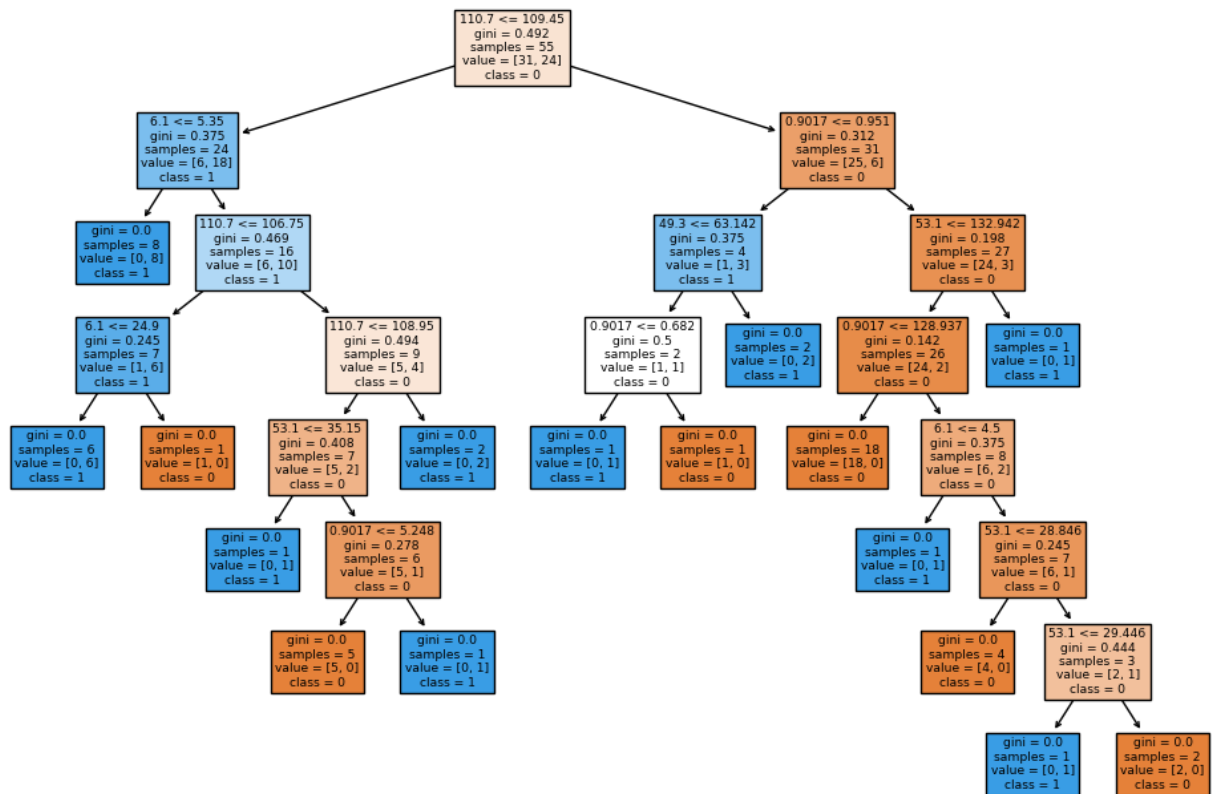 110.7 <= 109.45
gini = 0.492
samples = 55
value = [31, 24]
class = 0
6.1 <= 5.35
gini = 0.375
samples = 24
value = [6, 18]
class = 1
0.9017 <= 0.951
gini = 0.312
samples = 31
value = [25, 6]
class = 0
gini = 0.0
samples = 8
value = [0, 8]
class = 1
110.7 <= 106.75
gini = 0.469
samples = 16
value = [6, 10]
class = 1
49.3 <= 63.142
gini = 0.375
samples = 4
value = [1, 3]
class = 1
53.1 <= 132.942
gini = 0.198
samples = 27
value = [24, 3]
class = 0
6.1 <= 24.9
gini = 0.245
samples = 7
value = [1, 6]
class = 1
110.7 <= 108.95
gini = 0.494
samples = 9
value = [5, 4]
class = 0
0.9017 <= 0.682
gini = 0.5
samples = 2
value = [1, 1]
class = 0
gini = 0.0
samples = 2
value = [0, 2]
class = 1
0.9017 <= 128.937
gini = 0.142
samples = 26
value = [24, 2]
class = 0
gini = 0.0
samples = 1
value = [0, 1]
class = 1
gini = 0.0
samples = 6
value = [0, 6]
class = 1
gini = 0.0
samples = 1
value = [1, 0]
class = 0
53.1 <= 35.15
gini = 0.408
samples = 7
value = [5, 2]
class = 0
gini = 0.0
samples = 2
value = [0, 2]
class = 1
gini = 0.0
samples = 1
value = [0, 1]
class = 1
gini = 0.0
samples = 1
value = [1, 0]
class = 0
gini = 0.0
samples = 18
value = [18, 0]
class = 0
6.1 <= 4.5
gini = 0.375
samples = 8
value = [6, 2]
class = 0
gini = 0.0
samples = 1
value = [0, 1]
class = 1
0.9017 <= 5.248
gini = 0.278
samples = 6
value = [5, 1]
class = 0
gini = 0.0
samples = 1
value = [0, 1]
class = 1
53.1 <= 28.846
gini = 0.245
samples = 7
value = [6, 1]
class = 0
gini = 0.0
samples = 5
value = [5, 0]
class = 0
gini = 0.0
samples = 1
value = [0, 1]
class = 1
gini = 0.0
samples = 4
value = [4, 0]
class = 0
53.1 <= 29.446
gini = 0.444
samples = 3
value = [2, 1]
class = 0
gini = 0.0
samples = 1
value = [0, 1]
class = 1
gini = 0.0
samples = 2
value = [2, 0]
class = 0